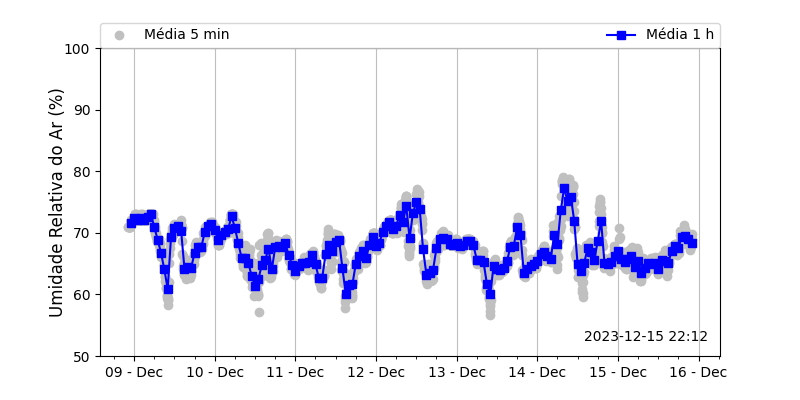 Média 5 min
Média 1 h
Umidade Relativa do Ar (%)
100
90
80
70
60
50
2023-12-15 22:12
09 - Dec
10 - Dec
11 - Dec
12 - Dec
13 - Dec
14 - Dec
15 - Dec
16 - Dec